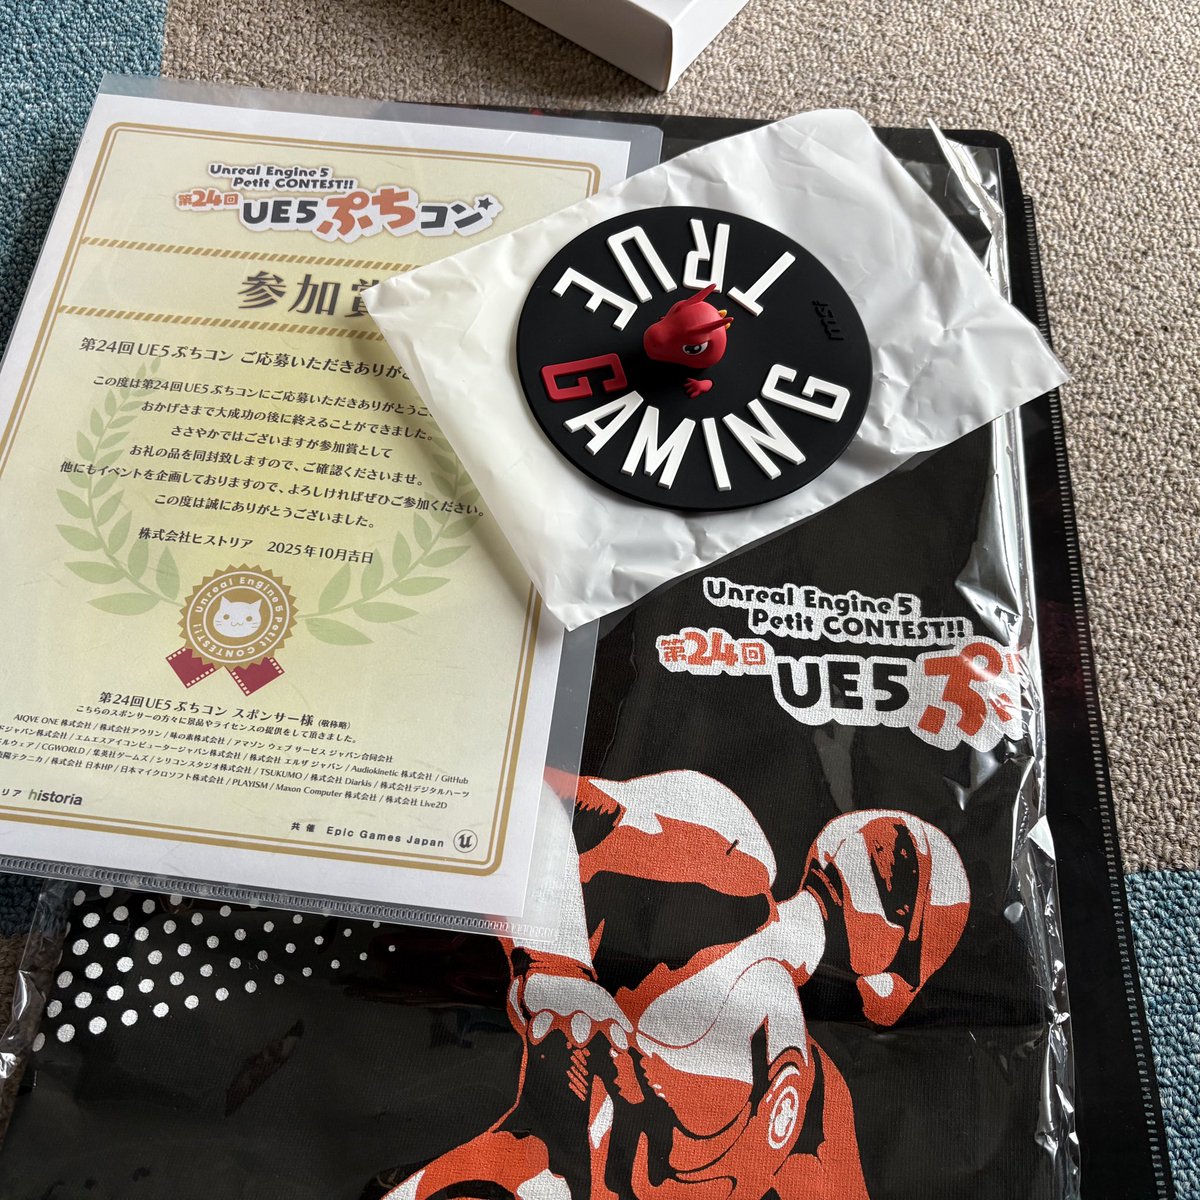 Unreal Engine 5
Petit CONTEST!!
第24回
UE5 ぷちコン
参加賞
第24回 UE5 ぷちコン ご応募いただきありがとう
この度は第24回UE5ぷちコンにご応募いただきありがとうご
おかげさまで大成功の後に終えることができました。
ささやかではございますが参加賞として
お礼の品を同封致しますので、ご確認くださいませ。
他にもイベントを企画しておりますので、よろしければぜひご参加ください。
この度は誠にありがとうございました。
株式会社ヒストリア 2025年10月吉日
Unreal Engine 5 Petit CONTEST!!
第24回 UE5 ぷちコン スポンサー様 (敬称略)
こちらのスポンサーの方々に景品やライセンスの提供をして頂きました。
AIQVE ONE 株式会社 / 株式会社アウリン / 味の素株式会社 / アマゾン ウェブ サービス ジャパン合同会社
ドジャパン株式会社 / エムエスアイコンピュータージャパン株式会社 / 株式会社 エルザ ジャパン / Audiokinetic 株式会社 / GitHub
ルウェア / CGWORLD / 集英社ゲームズ / シリコンスタジオ株式会社 / TSUKUMO / 株式会社 Diarkis / 株式会社デジタルハーツ
陽テクニカ / 株式会社 日本HP / 日本マイクロソフト株式会社 / PLAYISM / Maxon Computer 株式会社 / 株式会社 Live2D
リア historia
共 催 Epic Games Japan
TRUE
GAMING
msi
Unreal Engine 5
Petit CONTEST!!
第24回
UE5 ぷ